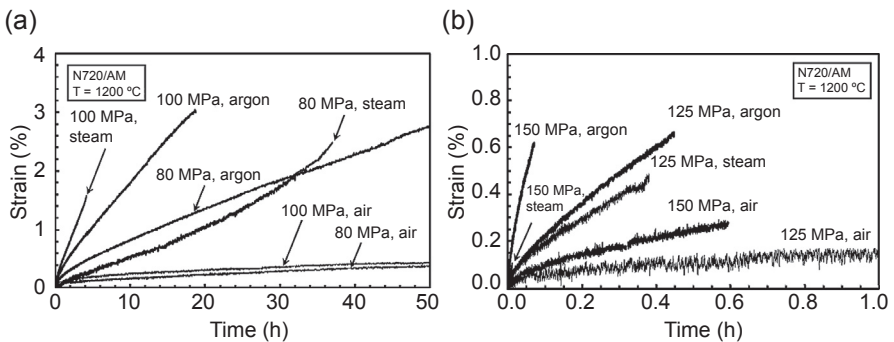 (a)
4
3
2
1
0
Strain (%)
N720/AM
T = 1200 ºC
100 MPa,
steam
100 MPa, argon
80 MPa, steam
80 MPa, argon
100 MPa, air
80 MPa, air
0
10
20
30
40
50
Time (h)
(b)
1.0
0.8
0.6
0.4
0.2
0.0
Strain (%)
N720/AM
T = 1200 ºC
150 MPa, argon
125 MPa, argon
150 MPa,
steam
125 MPa, steam
150 MPa, air
125 MPa, air
0.0
0.2
0.4
0.6
0.8
1.0
Time (h)